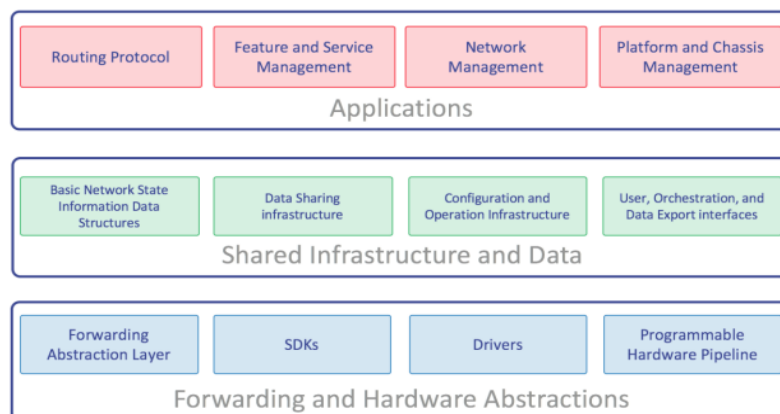 Routing Protocol
Feature and Service
Management
Network
Management
Platform and Chassis
Management
Applications
Basic Network State
Information Data
Structures
Data Sharing
infrastructure
Configuration and
Operation Infrastructure
User, Orchestration, and
Data Export interfaces
Shared Infrastructure and Data
Forwarding
Abstraction Layer
SDKs
Drivers
Programmable
Hardware Pipeline
Forwarding and Hardware Abstractions